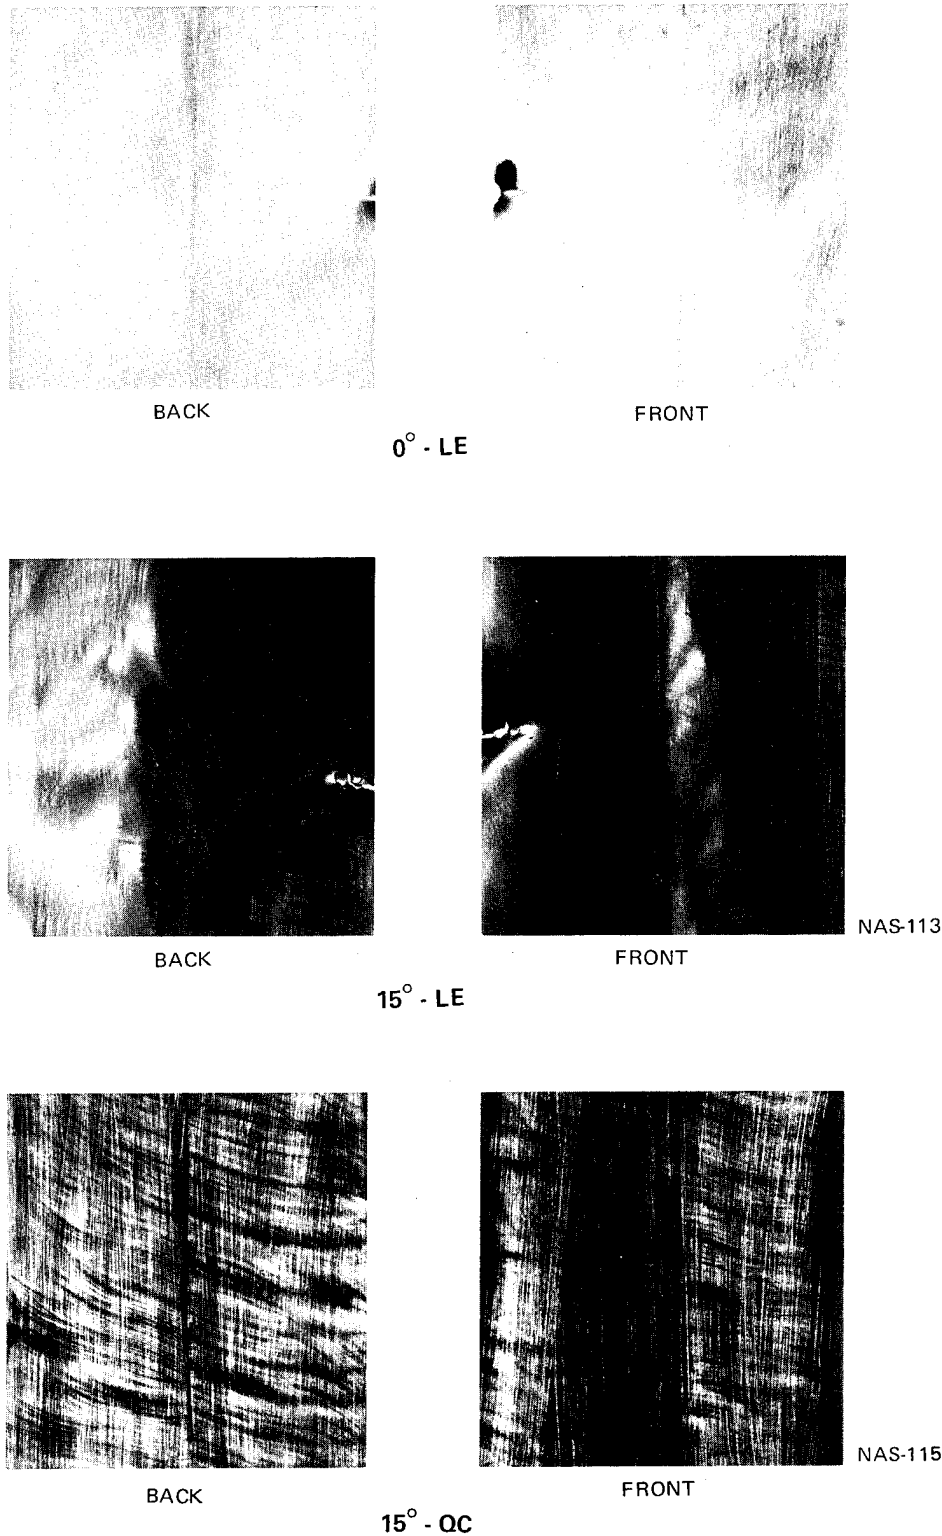 BACK
FRONT
0° - LE
NAS-113
BACK
FRONT
15° - LE
NAS-115
BACK
FRONT
15° - QC